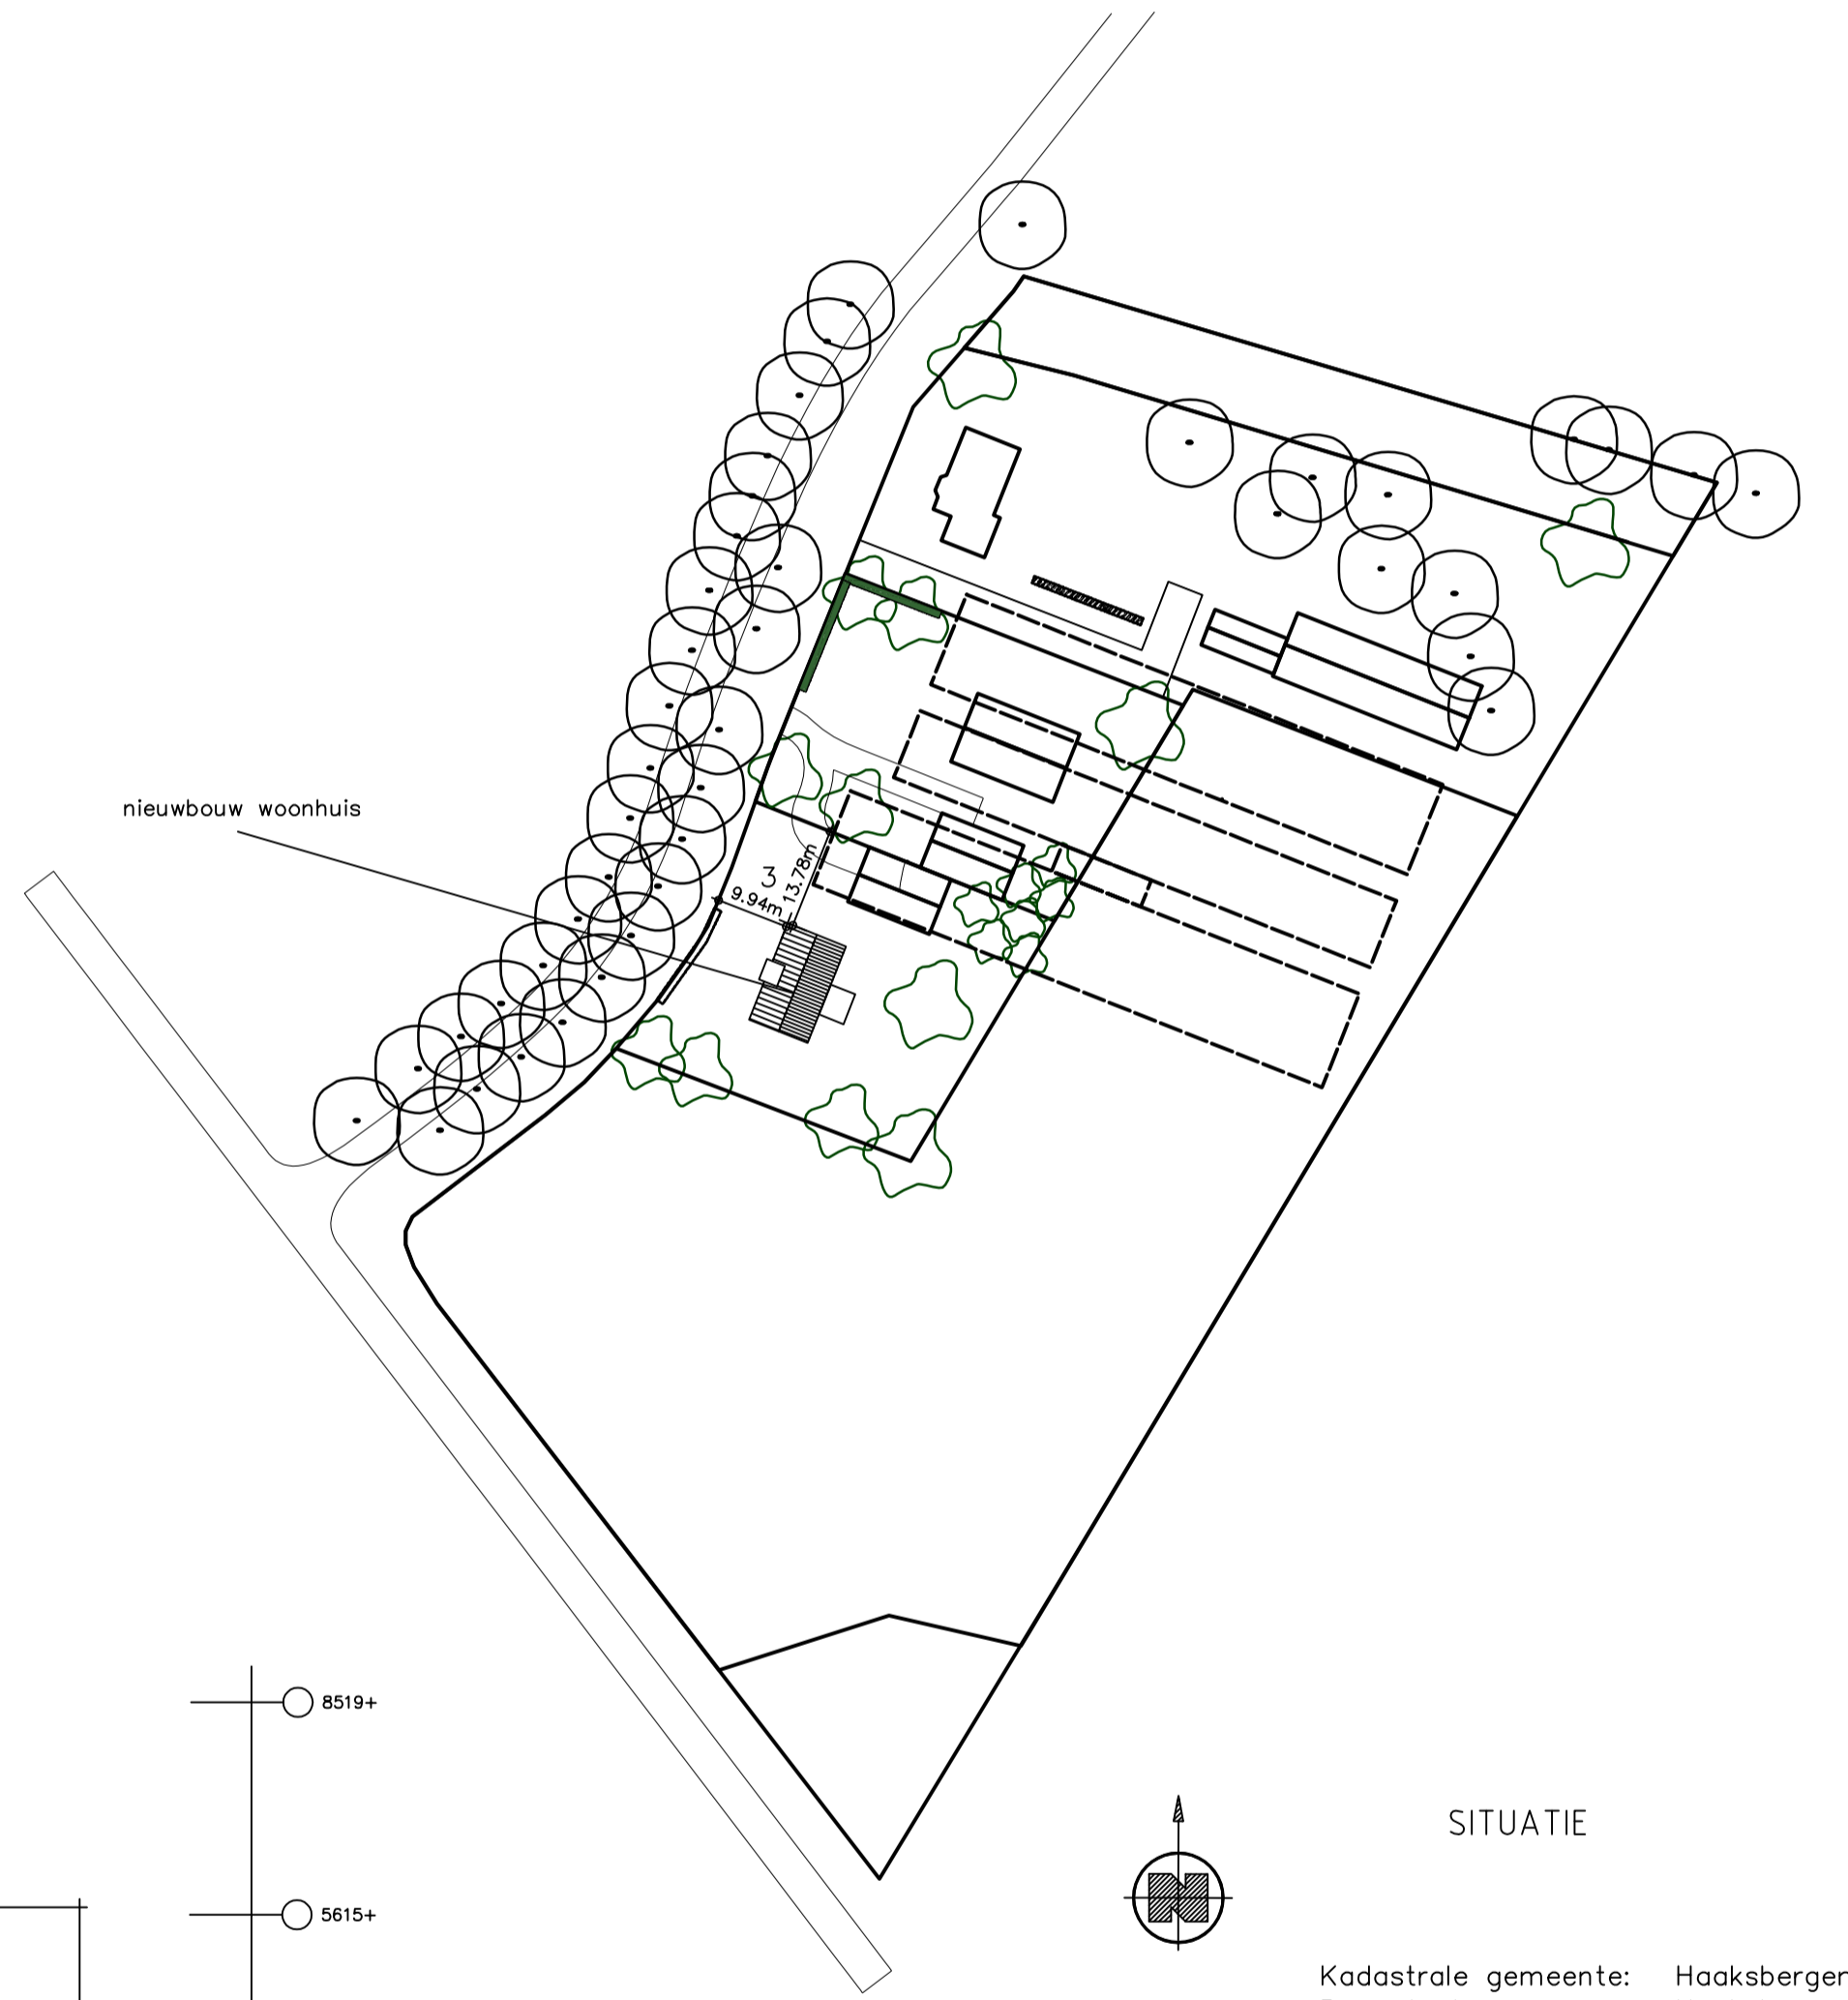 nieuwbouw woonhuis
3
13.78m
9.94m
8519+
SITUATIE
N
5615+
Kadastrale gemeente: Haaksbergen